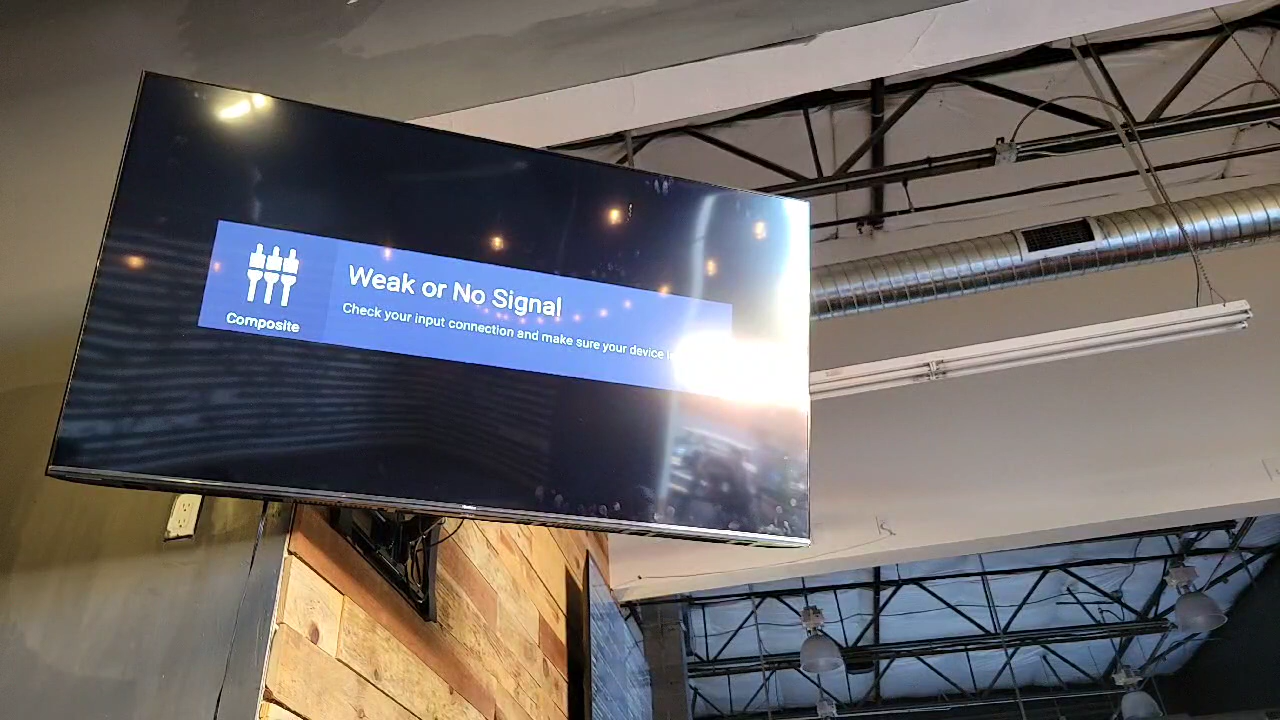 Weak or No Signal
Check your input connection and make sure your device
Composite